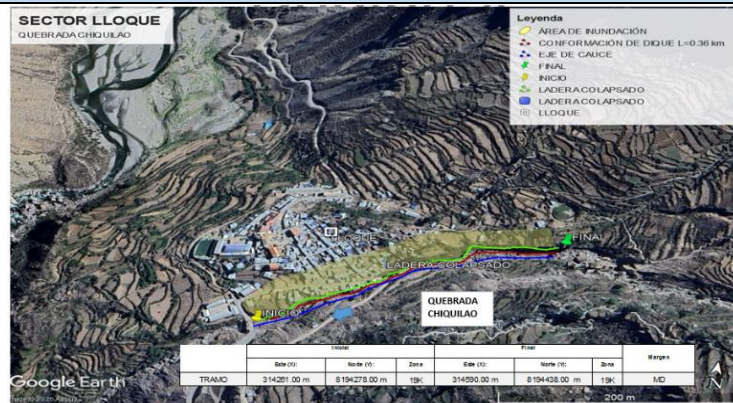 SECTOR LLOQUE
QUEBRADA CHIQUILAO
Leyenda
ÁREA DE INUNDACIÓN
CONFORMACIÓN DE DIQUE L=0.36 km
EJE DE CAUCE
FINAL
INICIO
LADERA COLAPSADO
LADERA COLAPSADO
LLOQUE
LLOQUE
FINAL
LADERA COLAPSADO
INICIO
QUEBRADA
CHIQUILAO
Final
Margen
Este (X): Norte (Y): Zona Este (X): Norte (Y): Zona
TRAMO 314261.00 m 8194278.00 m 19K 314590.00 m 8194438.00 m 19K MD
Google Earth
N
200 m